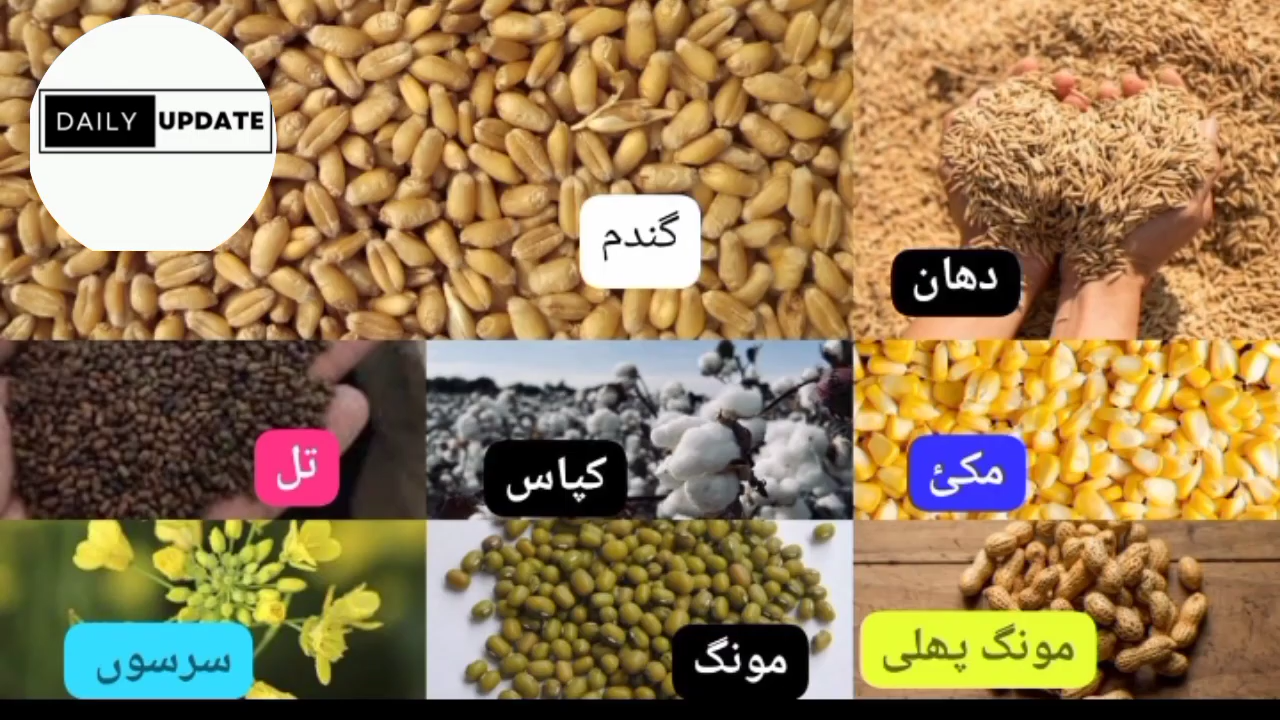 DAILY UPDATE
گندم
دھان
تل
کپاس
مکئ
سرسوں
مونگ
مونگ پھلی